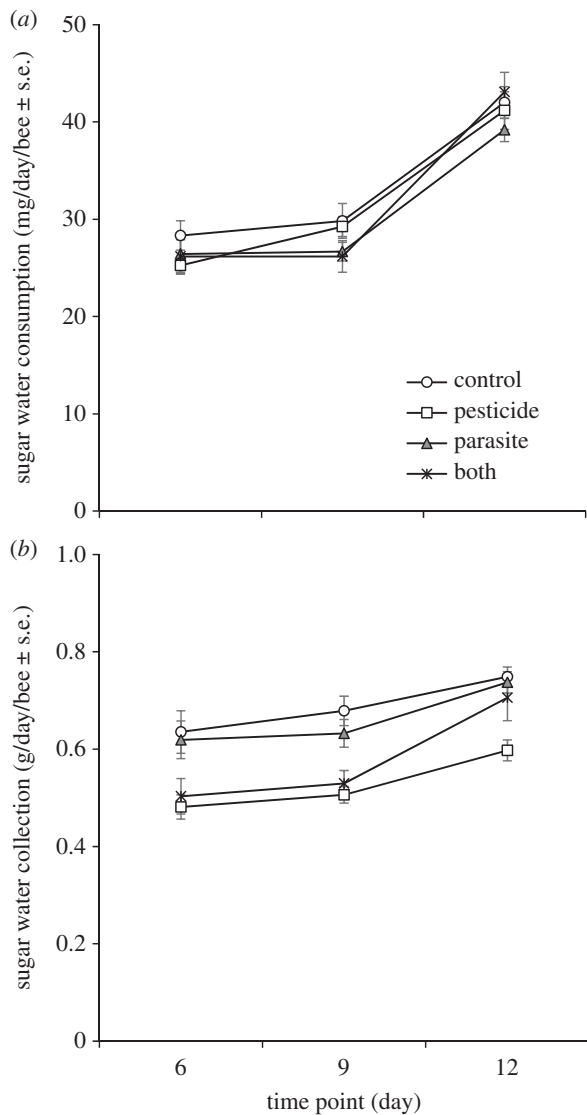 (a)
50
40
30
20
10
0
sugar water consumption (mg/day/bee ± s.e.)
control
pesticide
parasite
both
(b)
1.0
0.8
0.6
0.4
0.2
0
sugar water collection (g/day/bee ± s.e.)
6 9 12
time point (day)